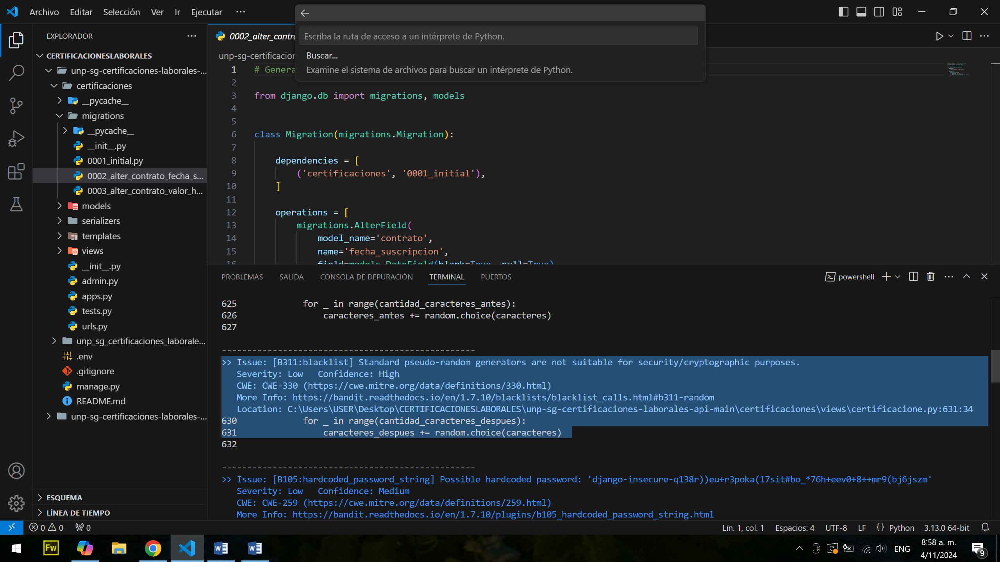 Archivo Editar Selección Ver Ir Ejecutar ···
Escriba la ruta de acceso a un intérprete de Python.
Buscar...
Examine el sistema de archivos para buscar un intérprete de Python.
EXPLORADOR
CERTIFICACIONESLABORALES
unp-sg-certificaciones-laborales-...
certificaciones
__pycache__
migrations
__pycache__
__init__.py
0001_initial.py
0002_alter_contrato_fecha_s...
0003_alter_contrato_valor_h...
models
serializers
templates
views
__init__.py
admin.py
apps.py
tests.py
urls.py
unp_sg_certificaciones_laborale...
.env
.gitignore
manage.py
README.md
unp-sg-certificaciones-laborales-...
ESQUEMA
LÍNEA DE TIEMPO
0002_alter_contra
unp-sg-certificacion
1 # Genera
2
3 from django.db import migrations, models
4
5
6 class Migration(migrations.Migration):
7
8 dependencies = [
9 ('certificaciones', '0001_initial'),
10 ]
11
12 operations = [
13 migrations.AlterField(
14 model_name='contrato',
15 name='fecha_suscripcion',
16 field=models.DateField(blank=True, null=True)
PROBLEMAS SALIDA CONSOLA DE DEPURACIÓN TERMINAL PUERTOS
powershell
625 for _ in range(cantidad_caracteres_antes):
626 caracteres_antes += random.choice(caracteres)
627
--------------------------------------------------
>> Issue: [B311:blacklist] Standard pseudo-random generators are not suitable for security/cryptographic purposes.
Severity: Low Confidence: High
CWE: CWE-330 (https://cwe.mitre.org/data/definitions/330.html)
More Info: https://bandit.readthedocs.io/en/1.7.10/blacklists/blacklist_calls.html#b311-random
Location: C:\Users\USER\Desktop\CERTIFICACIONESLABORALES\unp-sg-certificaciones-laborales-api-main\certificaciones\views\certificacione.py:631:34
630 for _ in range(cantidad_caracteres_despues):
631 caracteres_despues += random.choice(caracteres)
632
--------------------------------------------------
>> Issue: [B105:hardcoded_password_string] Possible hardcoded password: 'django-insecure-q138r))eu+r3poka(17sit#bo_*76h+eev0+8++mr9(bj6jszm'
Severity: Low Confidence: Medium
CWE: CWE-259 (https://cwe.mitre.org/data/definitions/259.html)
More Info: https://bandit.readthedocs.io/en/1.7.10/plugins/b105_hardcoded_password_string.html
0 0 0
Lín. 1, col. 1 Espacios: 4 UTF-8 LF {} Python 3.13.0 64-bit
Fw
ENG
8:58 a. m.
4/11/2024
9